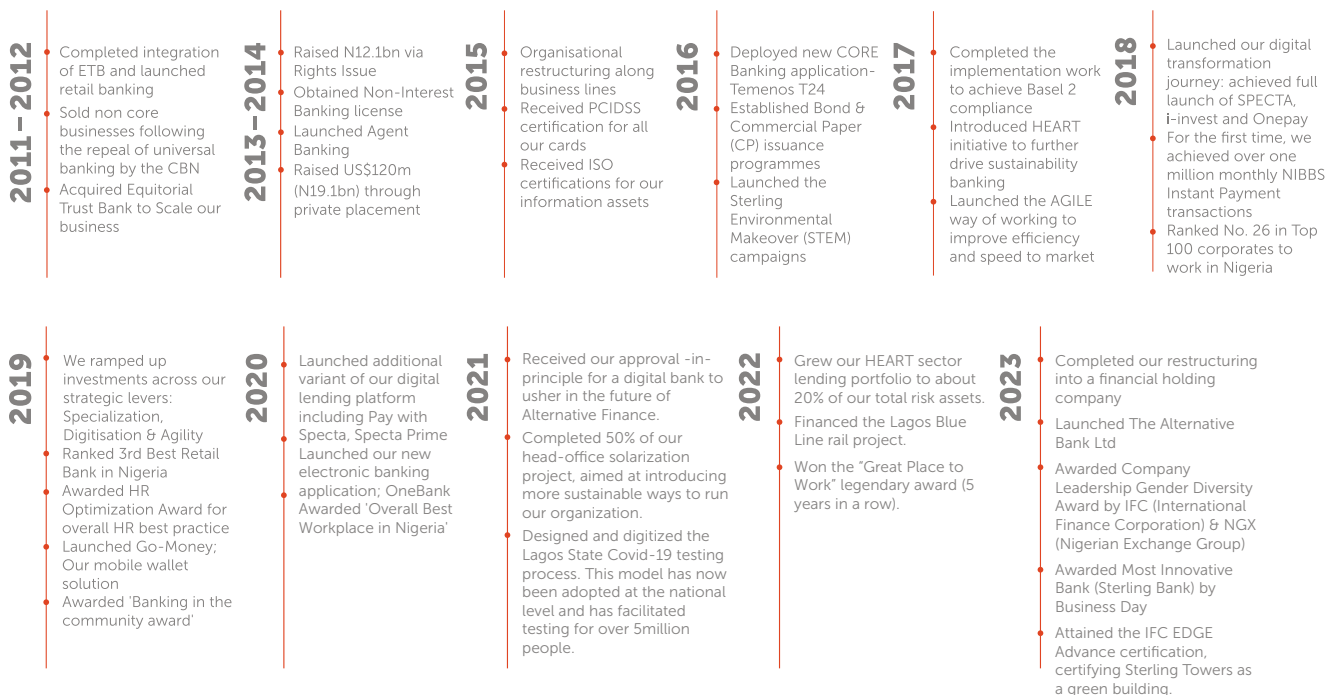 2011–2012
Completed integration
of ETB and launched
retail banking
Sold non core
businesses following
the repeal of universal
banking by the CBN
Acquired Equitorial
Trust Bank to Scale our
business
2013–2014
Raised N12.1bn via
Rights Issue
Obtained Non-Interest
Banking license
Launched Agent
Banking
Raised US$120m
(N19.1bn) through
private placement
2015
Organisational
restructuring along
business lines
Received PCIDSS
certification for all
our cards
Received ISO
certifications for our
information assets
2016
Deployed new CORE
Banking application-
Temenos T24
Established Bond &
Commercial Paper
(CP) issuance
programmes
Launched the
Sterling
Environmental
Makeover (STEM)
campaigns
2017
Completed the
implementation work
to achieve Basel 2
compliance
Introduced HEART
initiative to further
drive sustainability
banking
Launched the AGILE
way of working to
improve efficiency
and speed to market
2018
Launched our digital
transformation
journey: achieved full
launch of SPECTA,
i-invest and Onepay
For the first time, we
achieved over one
million monthly NIBBS
Instant Payment
transactions
Ranked No. 26 in Top
100 corporates to
work in Nigeria
2019
We ramped up
investments across our
strategic levers:
Specialization,
Digitisation & Agility
Ranked 3rd Best Retail
Bank in Nigeria
Awarded HR
Optimization Award for
overall HR best practice
Launched Go-Money;
Our mobile wallet
solution
Awarded 'Banking in the
community award'
2020
Launched additional
variant of our digital
lending platform
including Pay with
Specta, Specta Prime
Launched our new
electronic banking
application; OneBank
Awarded 'Overall Best
Workplace in Nigeria'
2021
Received our approval -in-
principle for a digital bank to
usher in the future of
Alternative Finance.
Completed 50% of our
head-office solarization
project, aimed at introducing
more sustainable ways to run
our organization.
Designed and digitized the
Lagos State Covid-19 testing
process. This model has now
been adopted at the national
level and has facilitated
testing for over 5million
people.
2022
Grew our HEART sector
lending portfolio to about
20% of our total risk assets.
Financed the Lagos Blue
Line rail project.
Won the “Great Place to
Work” legendary award (5
years in a row).
2023
Completed our restructuring
into a financial holding
company
Launched The Alternative
Bank Ltd
Awarded Company
Leadership Gender Diversity
Award by IFC (International
Finance Corporation) & NGX
(Nigerian Exchange Group)
Awarded Most Innovative
Bank (Sterling Bank) by
Business Day
Attained the IFC EDGE
Advance certification,
certifying Sterling Towers as
a green building.